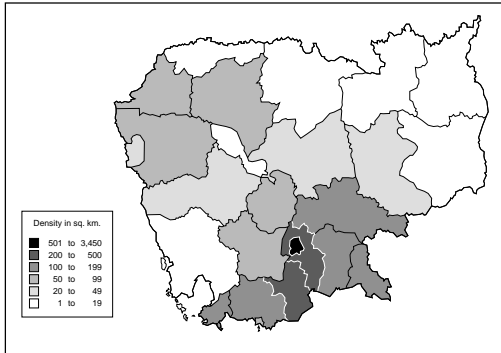 Density in sq. km.
501 to 3,450
200 to 500
100 to 199
50 to 99
20 to 49
1 to 19